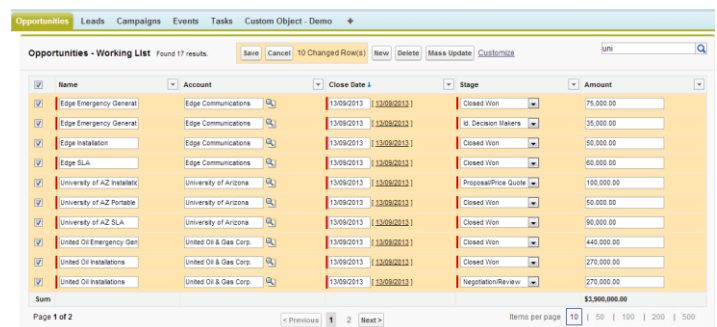 Opportunities Leads Campaigns Events Tasks Custom Object - Demo +
Opportunities - Working List Found 17 results. Save Cancel 10 Changed Row(s) New Delete Mass Update Customize uni
Name Account Close Date ↓ Stage Amount
Edge Emergency Generat Edge Communications 13/09/2013 [ 13/09/2013 ] Closed Won 75,000.00
Edge Emergency Generat Edge Communications 13/09/2013 [ 13/09/2013 ] Id. Decision Makers 35,000.00
Edge Installation Edge Communications 13/09/2013 [ 13/09/2013 ] Closed Won 50,000.00
Edge SLA Edge Communications 13/09/2013 [ 13/09/2013 ] Closed Won 60,000.00
University of AZ Installatic University of Arizona 13/09/2013 [ 13/09/2013 ] Proposal/Price Quote 100,000.00
University of AZ Portable University of Arizona 13/09/2013 [ 13/09/2013 ] Closed Won 50,000.00
University of AZ SLA University of Arizona 13/09/2013 [ 13/09/2013 ] Closed Won 90,000.00
United Oil Emergency Gen United Oil & Gas Corp. 13/09/2013 [ 13/09/2013 ] Closed Won 440,000.00
United Oil Installations United Oil & Gas Corp. 13/09/2013 [ 13/09/2013 ] Closed Won 270,000.00
United Oil Installations United Oil & Gas Corp. 13/09/2013 [ 13/09/2013 ] Negotiation/Review 270,000.00
Sum $3,900,000.00
Page 1 of 2 < Previous 1 2 Next > Items per page 10 | 50 | 100 | 200 | 500